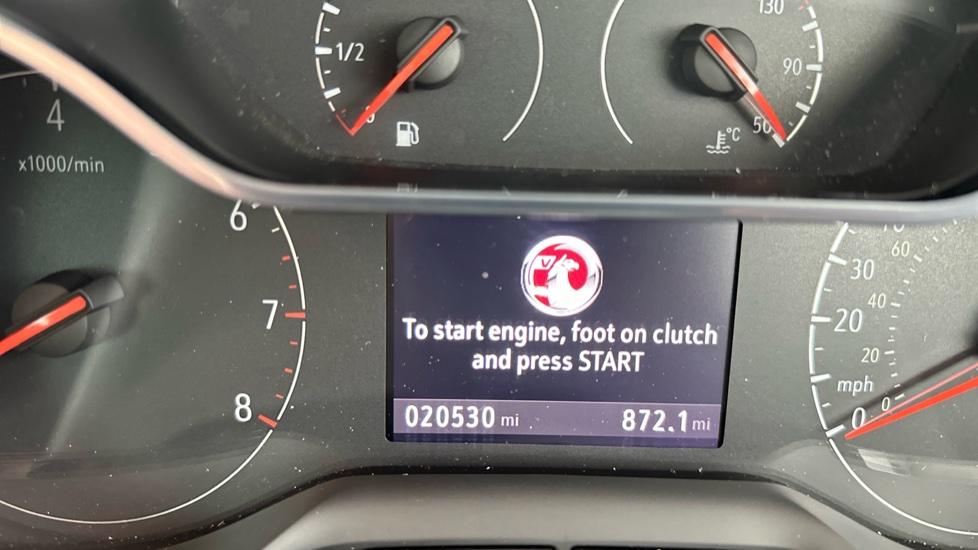 130
1/2
90
0
50
°C
4
x1000/min
6
7
8
V
To start engine, foot on clutch
and press START
020530 mi
872.1 mi
60
30
40
20
20
mph
0
0